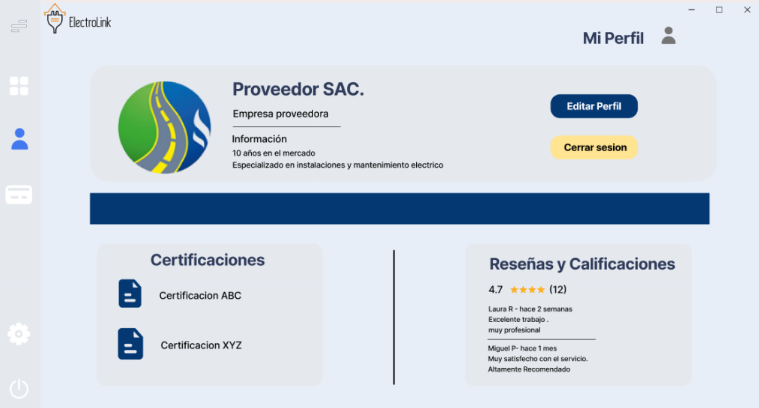 ElectroLink
Mi Perfil
Proveedor SAC.
Empresa proveedora
Información
10 años en el mercado
Especializado en instalaciones y mantenimiento electrico
Editar Perfil
Cerrar sesion
Certificaciones
Certificacion ABC
Certificacion XYZ
Reseñas y Calificaciones
4.7 ★★★★ (12)
Laura R - hace 2 semanas
Excelente trabajo .
muy profesional
Miguel P- hace 1 mes
Muy satisfecho con el servicio.
Altamente Recomendado